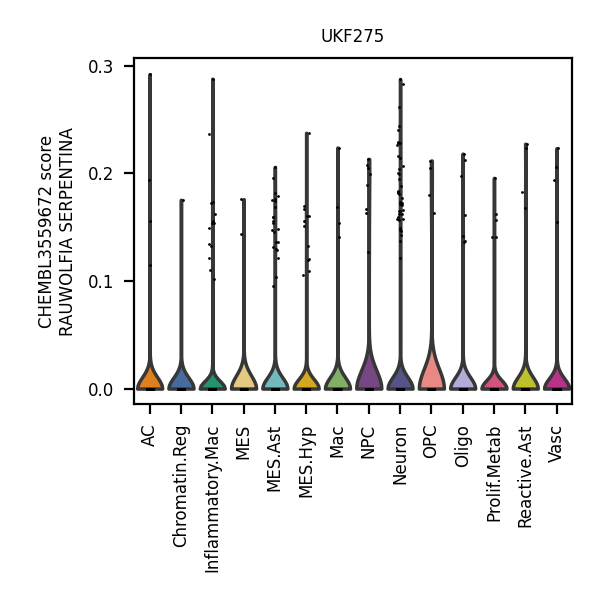 UKF275
CHEMBL3559672 score
RAUWOLFIA SERPENTINA
0.3
0.2
0.1
0.0
AC
Chromatin.Reg
Inflammatory.Mac
MES
MES.Ast
MES.Hyp
Mac
NPC
Neuron
OPC
Oligo
Prolif.Metab
Reactive.Ast
Vasc